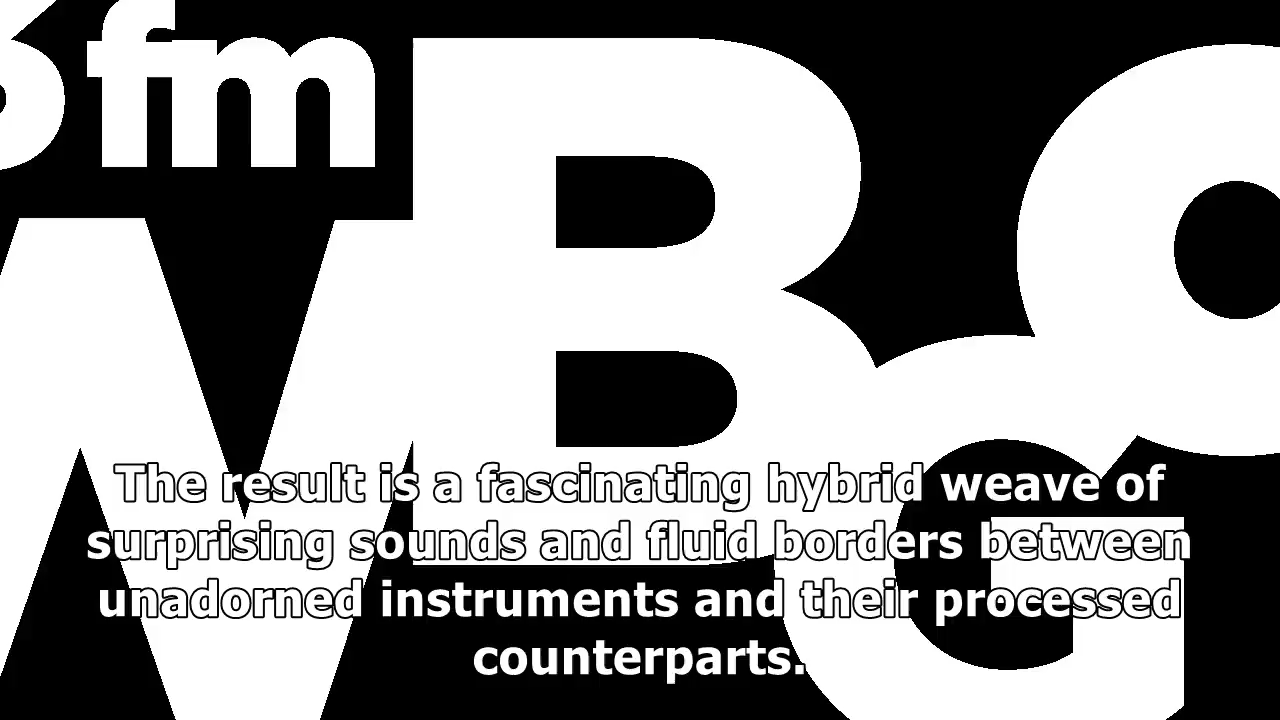 fm
WBGO
The result is a fascinating hybrid weave of
surprising sounds and fluid borders between
unadorned instruments and their processed
counterparts.